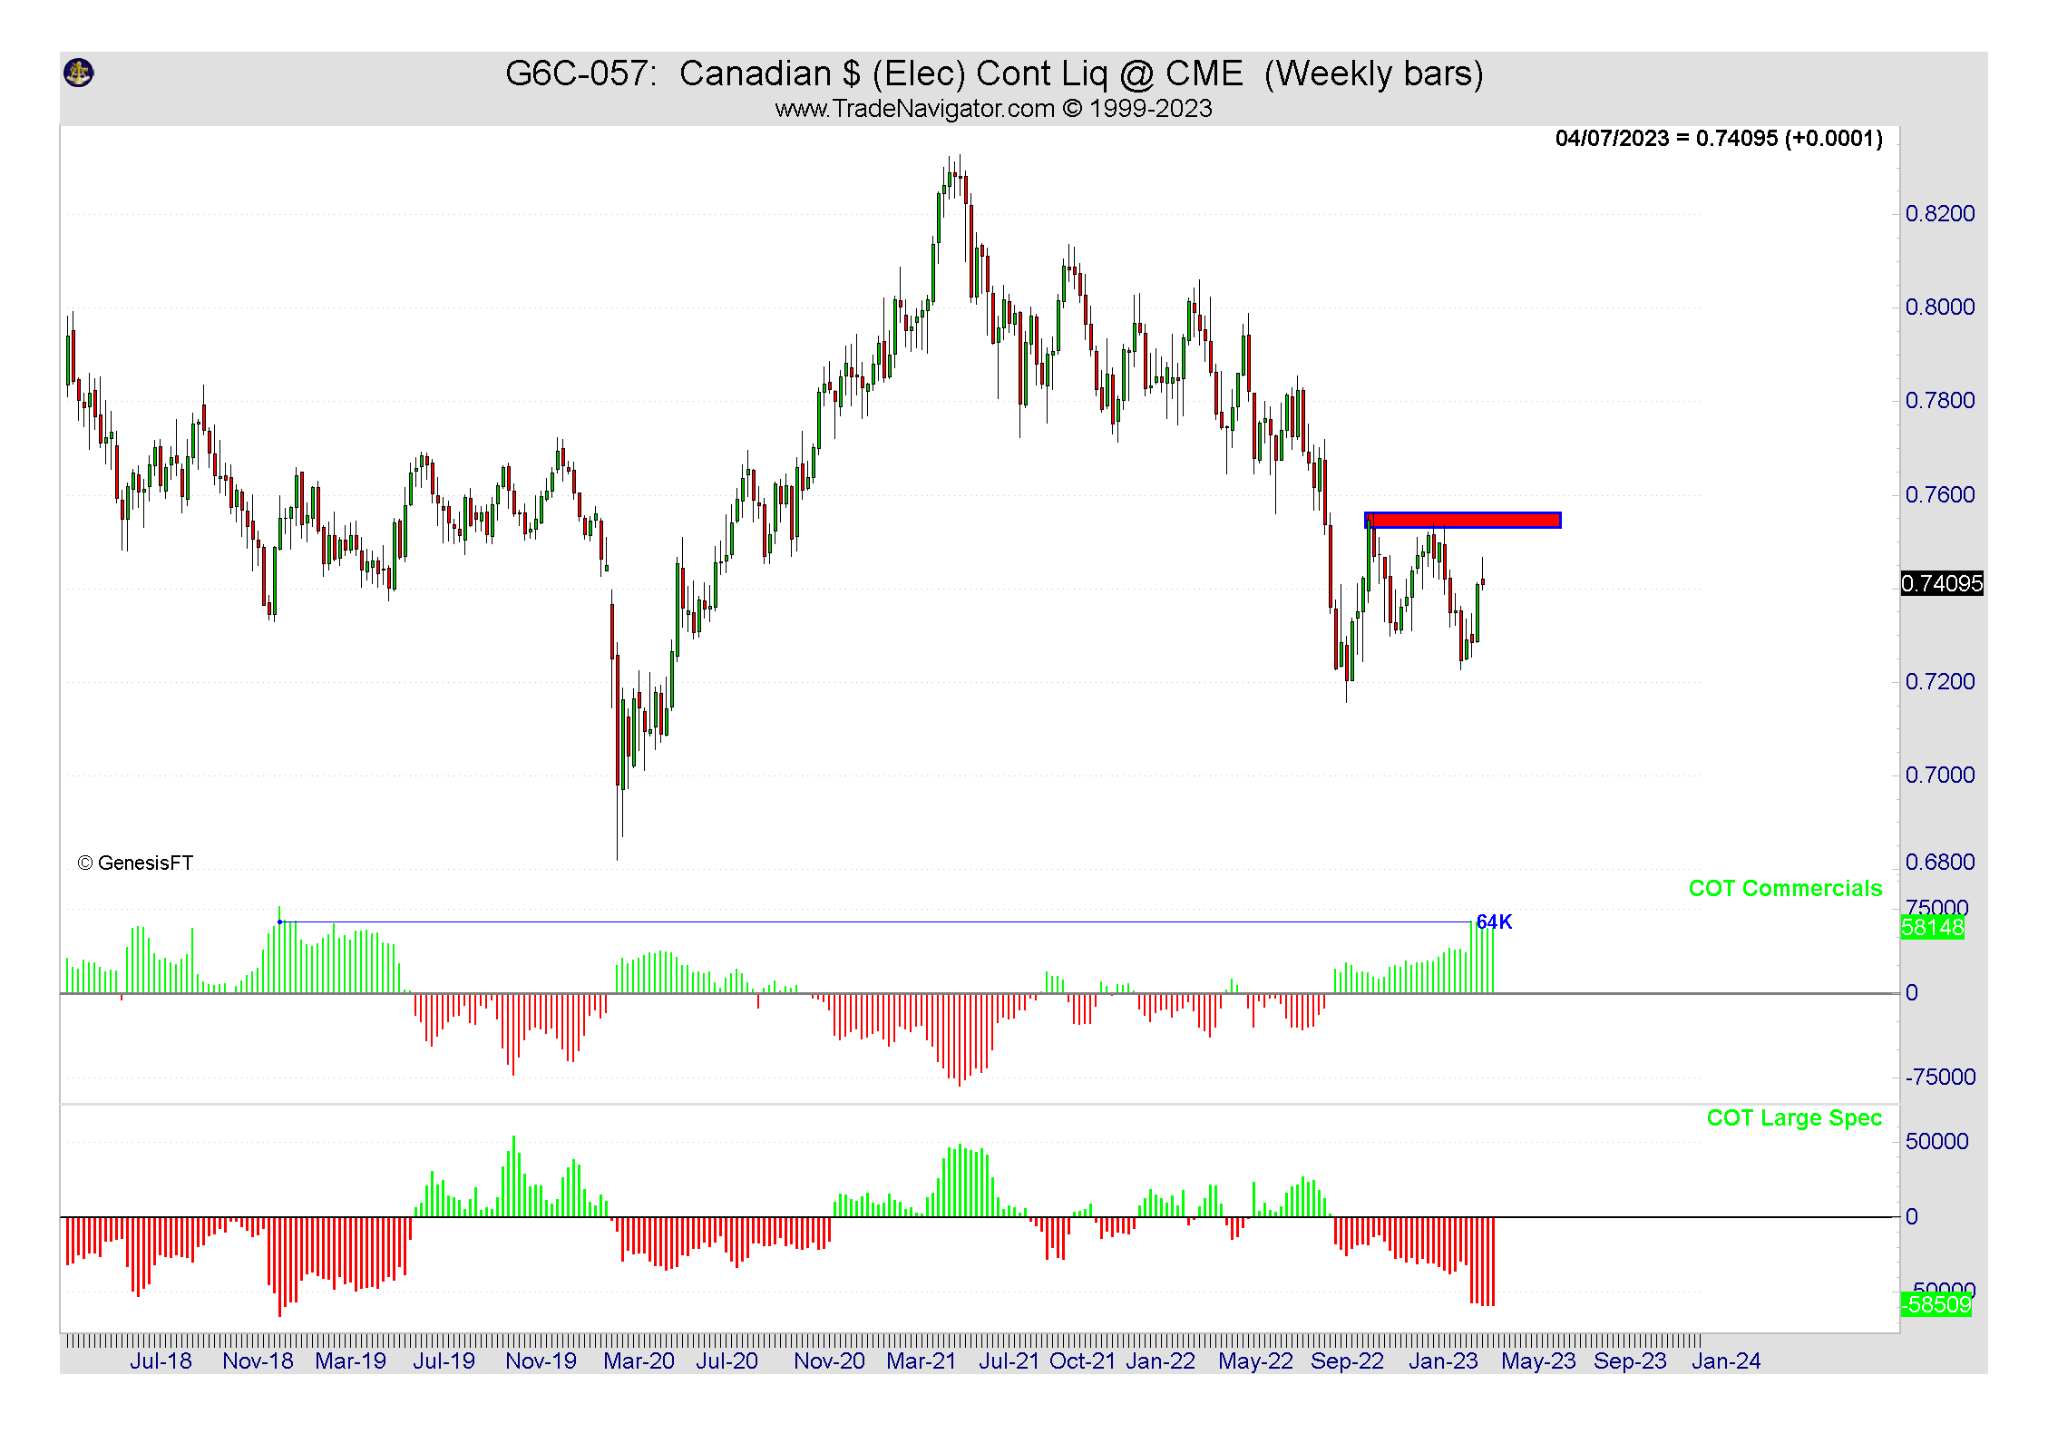 G6C-057: Canadian $ (Elec) Cont Liq @ CME (Weekly bars)
www.TradeNavigator.com © 1999-2023
04/07/2023 = 0.74095 (+0.0001)
0.8200
0.8000
0.7800
0.7600
0.74095
0.7200
0.7000
0.6800
© GenesisFT
COT Commercials
75000
64K
58148
0
-75000
COT Large Spec
50000
0
-50000
-58509
Jul-18 Nov-18 Mar-19 Jul-19 Nov-19 Mar-20 Jul-20 Nov-20 Mar-21 Jul-21 Oct-21 Jan-22 May-22 Sep-22 Jan-23 May-23 Sep-23 Jan-24